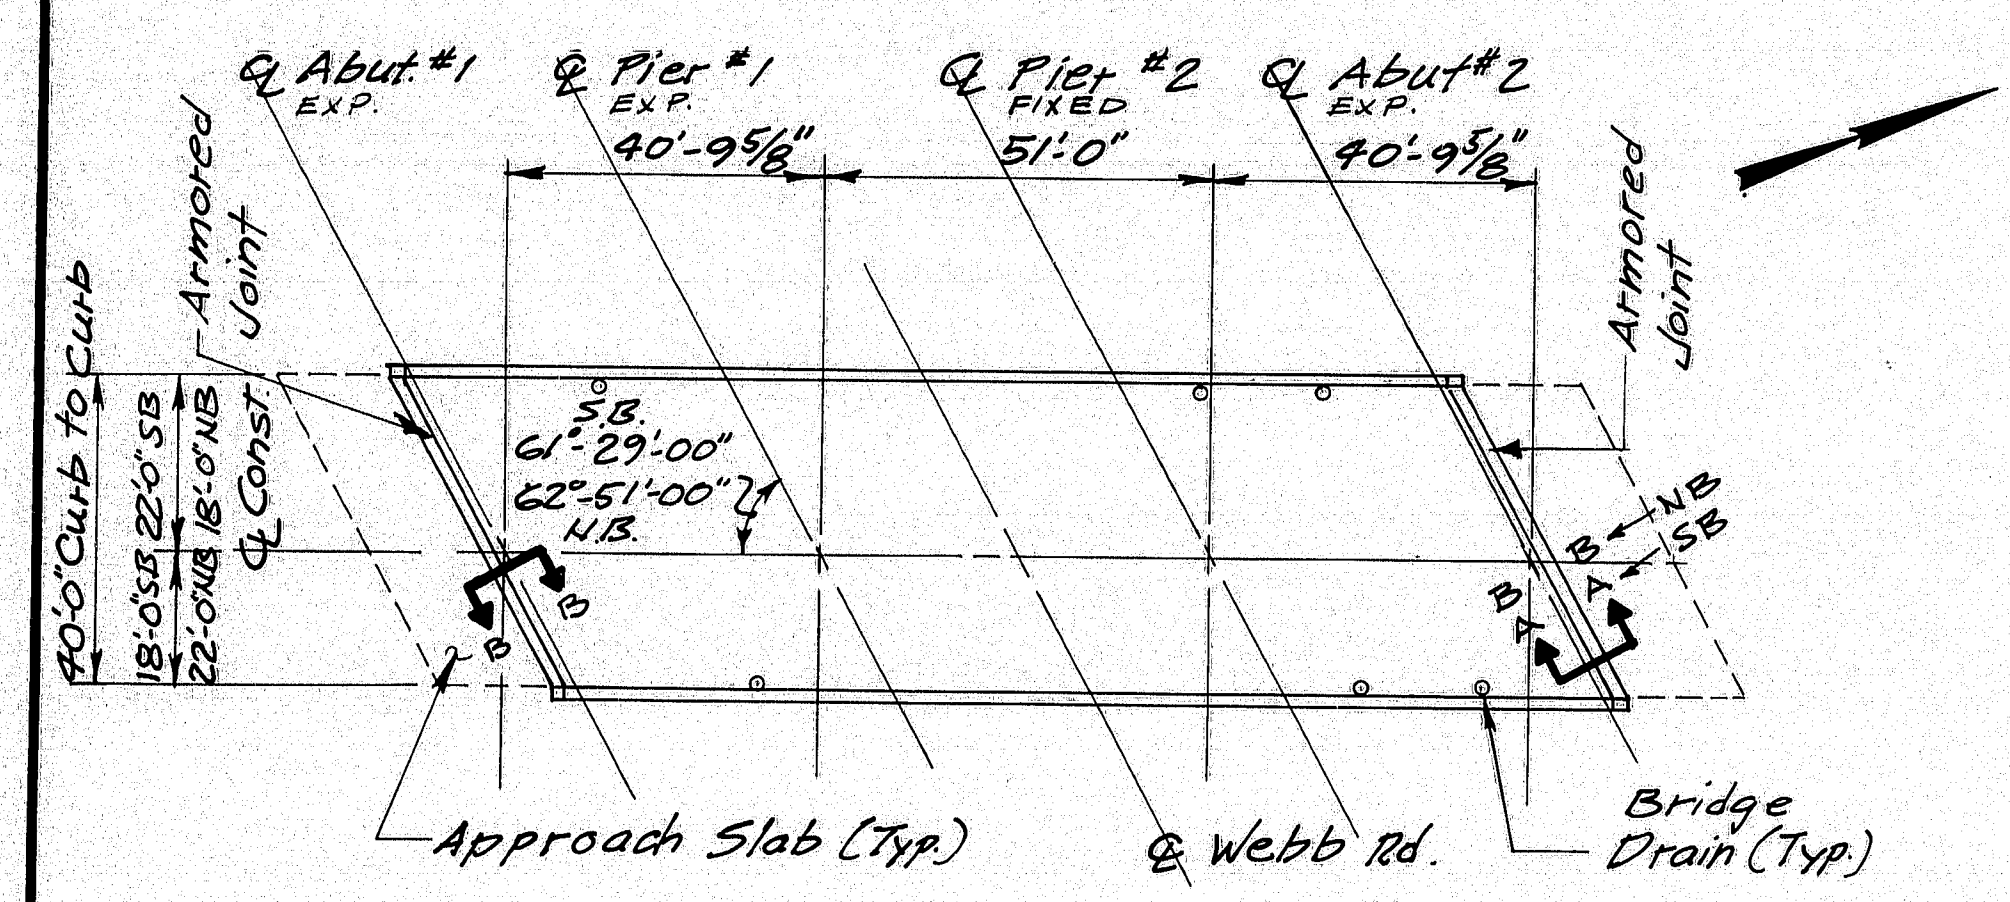 ℄ Abut. #1
EXP.
℄ Pier #1
EXP.
℄ Pier #2
FIXED
℄ Abut #2
EXP.
40'-9 5/8"
51'-0"
40'-9 5/8"
Armored
Joint
Armored
Joint
40'-0" Curb to Curb
18'-0" SB 22'-0" SB
22'-0" NB 18'-0" NB
℄ Const.
S.B.
61°-29'-00"
62°-51'-00"
N.B.
B
B
NB
SB
B
A
B
A
Approach Slab (Typ.)
℄ Webb Rd.
Bridge
Drain (Typ.)